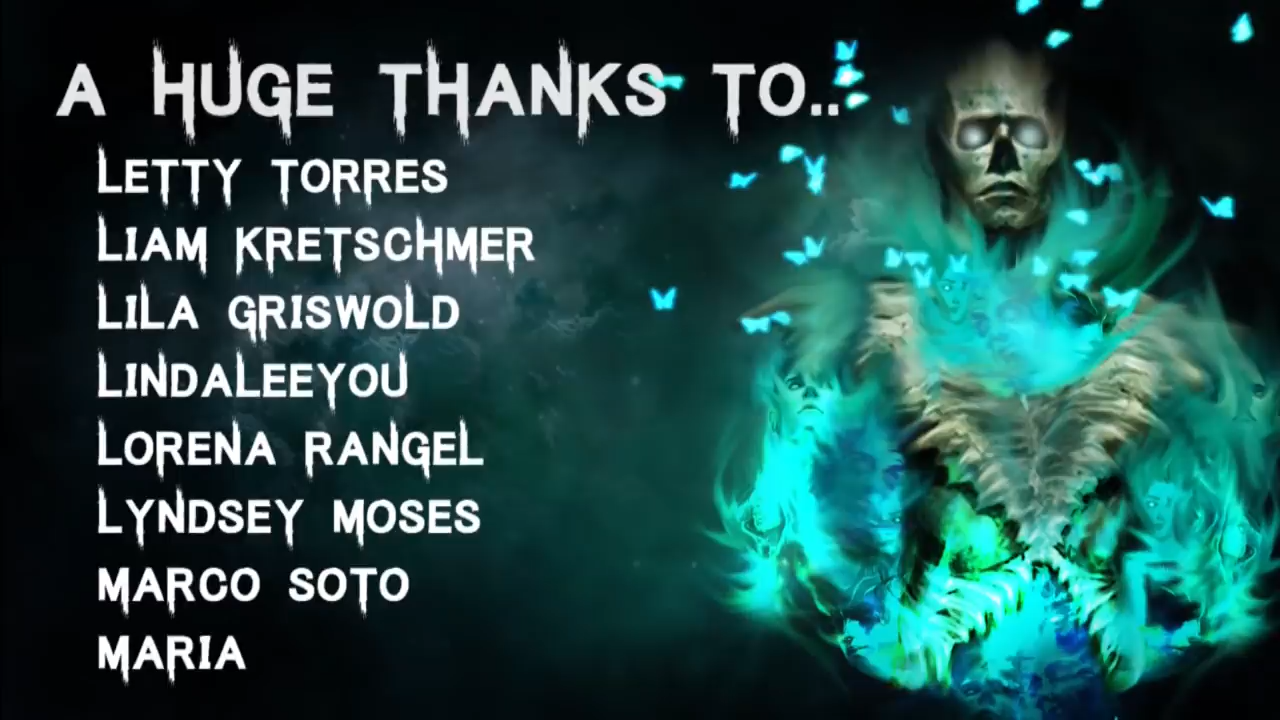 A HUGE THANKS TO..
LETTY TORRES
LIAM KRETSCHMER
LILA GRISWOLD
LINDALEEYOU
LORENA RANGEL
LYNDSEY MOSES
MARCO SOTO
MARIA